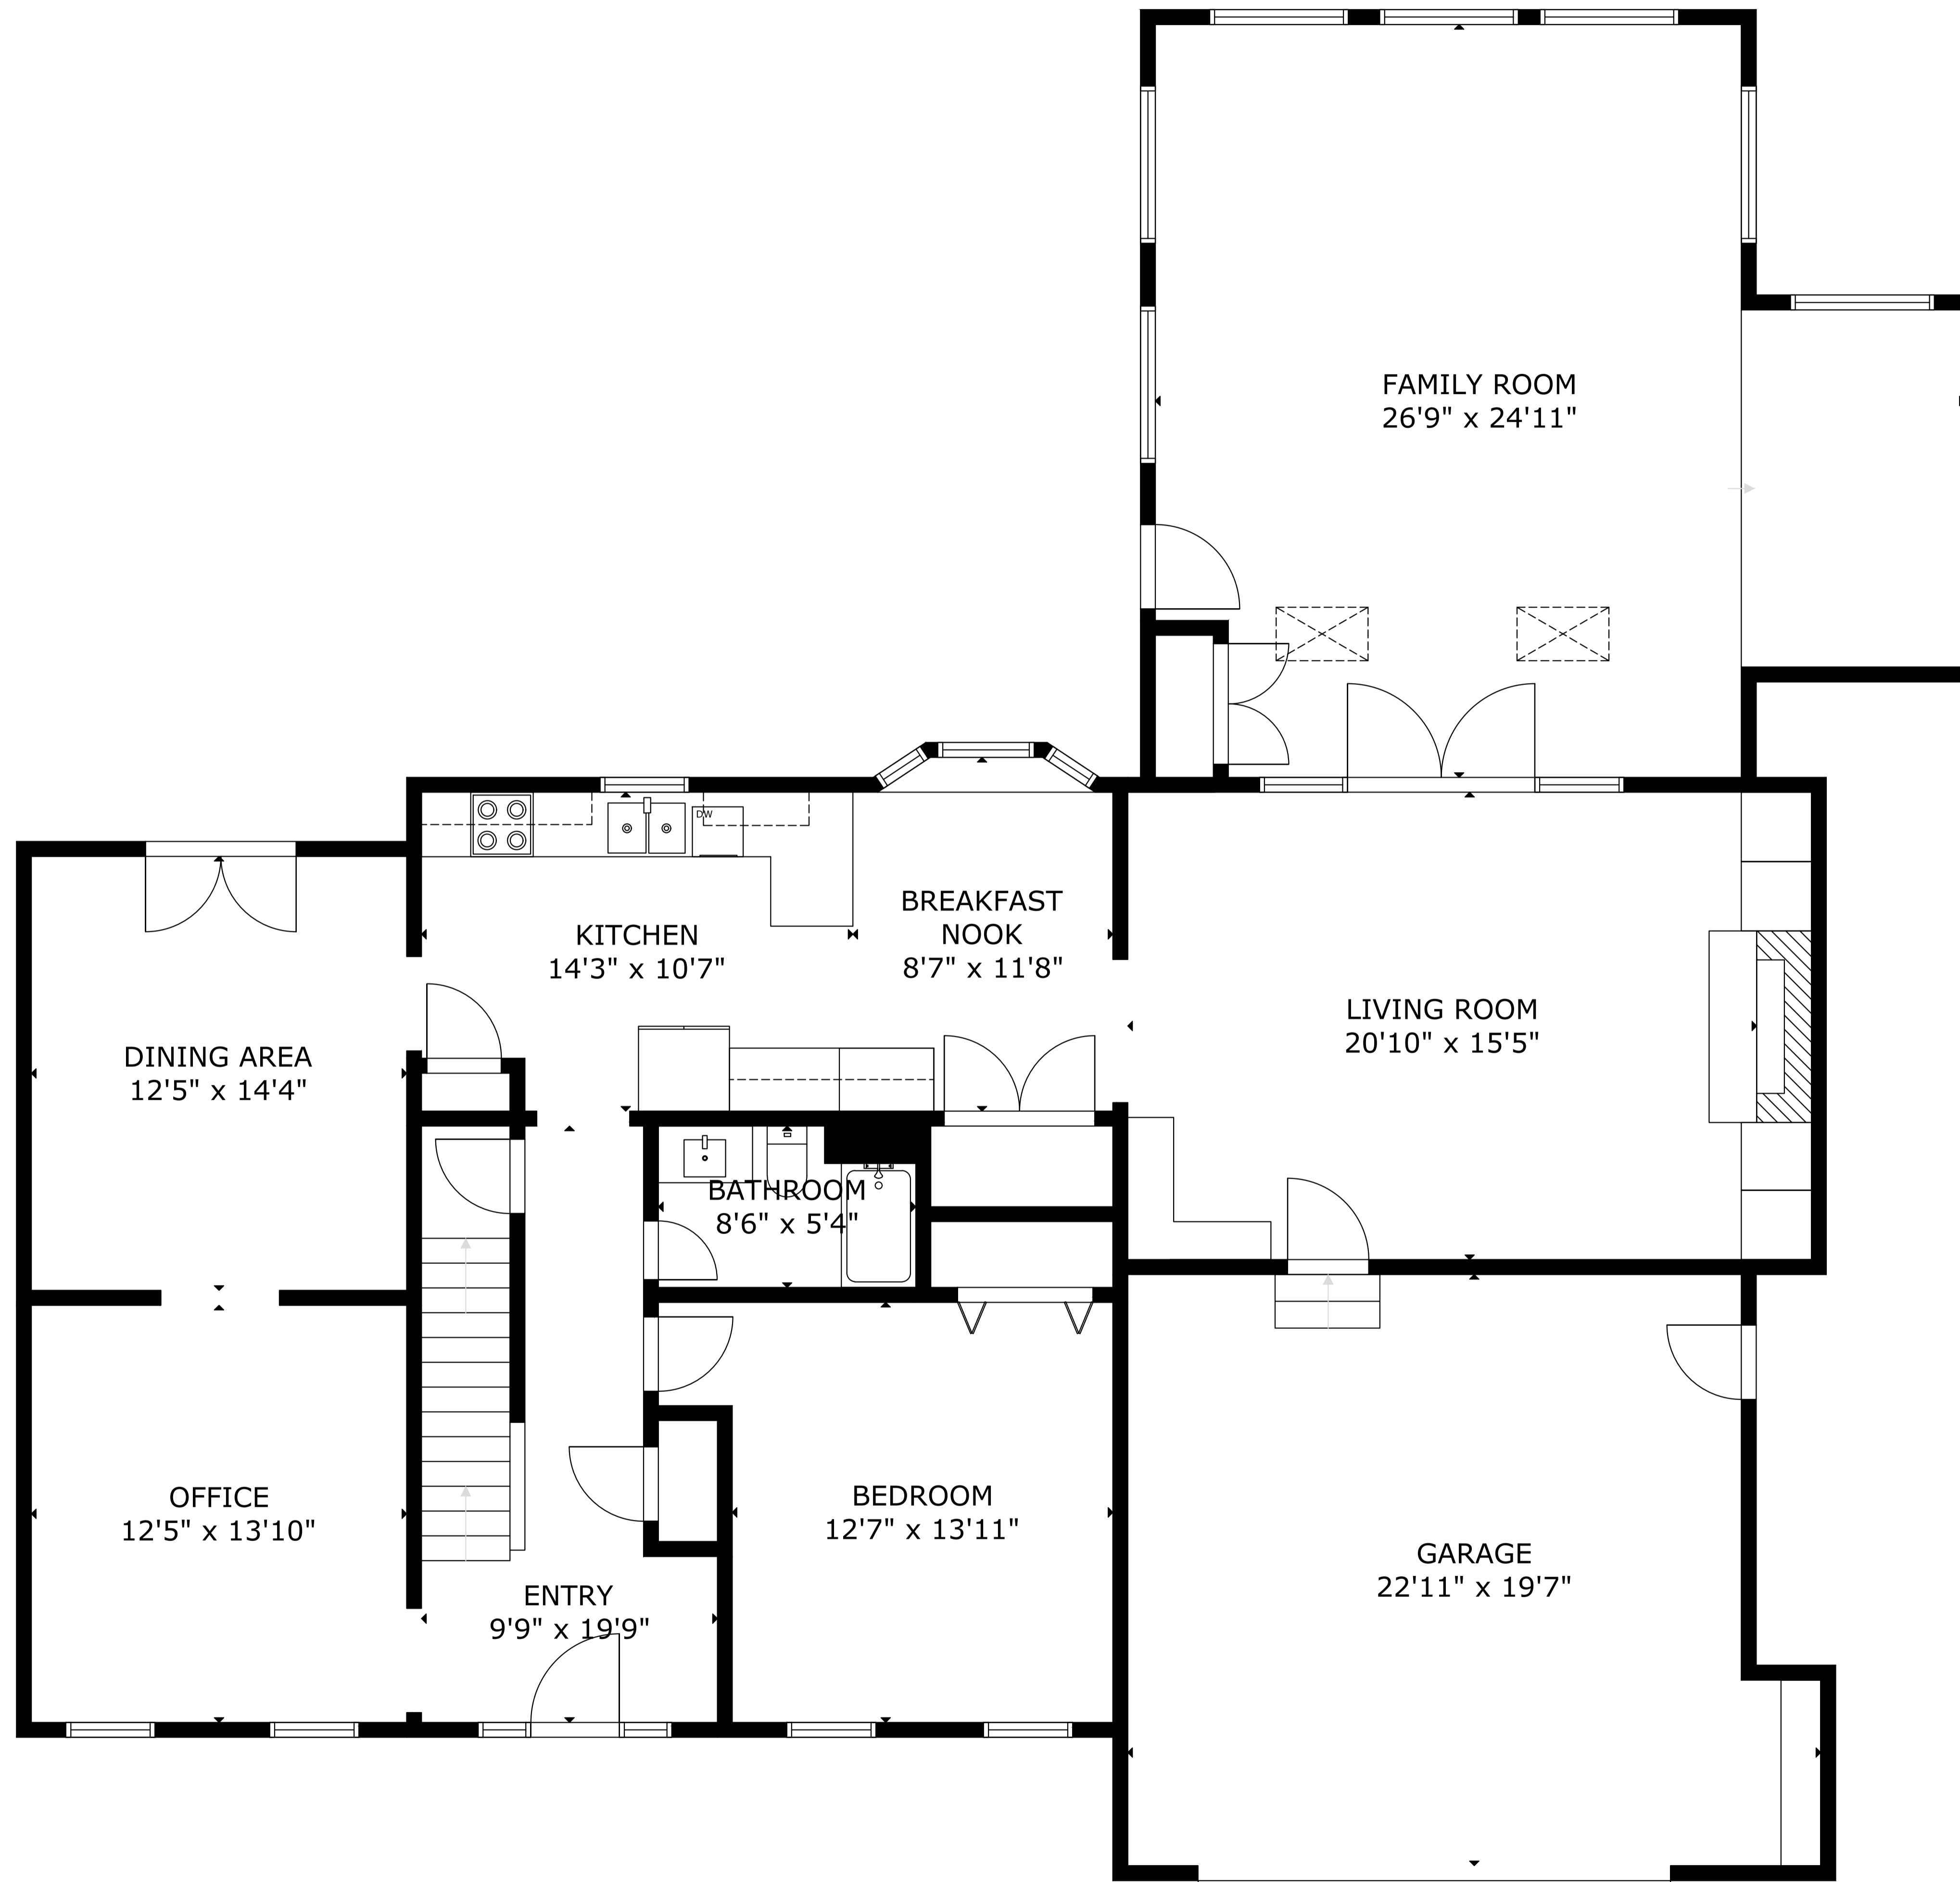 FAMILY ROOM
26'9" x 24'11"
DW
BREAKFAST
NOOK
8'7" x 11'8"
KITCHEN
14'3" x 10'7"
LIVING ROOM
20'10" x 15'5"
DINING AREA
12'5" x 14'4"
BATHROOM
8'6" x 5'4"
OFFICE
12'5" x 13'10"
BEDROOM
12'7" x 13'11"
GARAGE
22'11" x 19'7"
ENTRY
9'9" x 19'9"